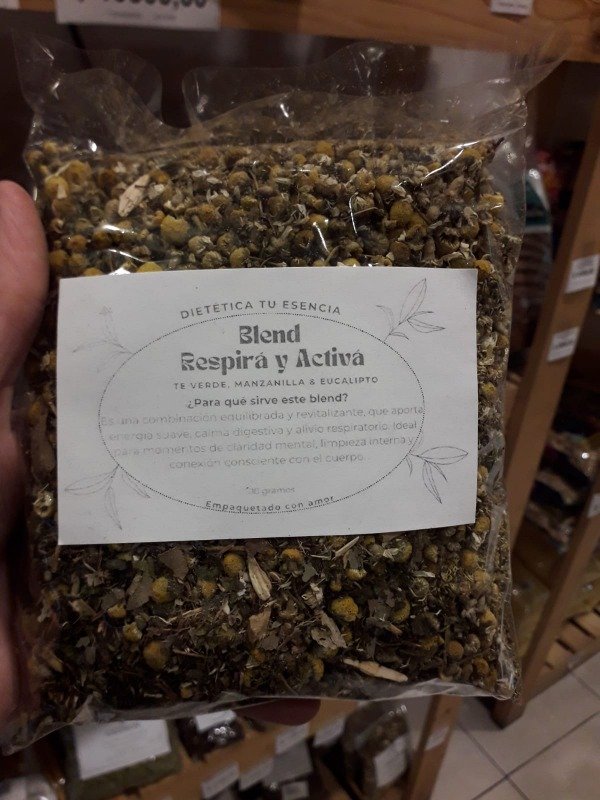 DIETÉTICA TU ESENCIA
Blend
Respirá y Activá
TE VERDE, MANZANILLA & EUCALIPTO
¿Para qué sirve este blend?
Es una combinación equilibrada y revitalizante, que aporta
energía suave, calma digestiva y alivio respiratorio. Ideal
para momentos de claridad mental, limpieza interna y
conexión consciente con el cuerpo.
gramos
Empaquetado con amor